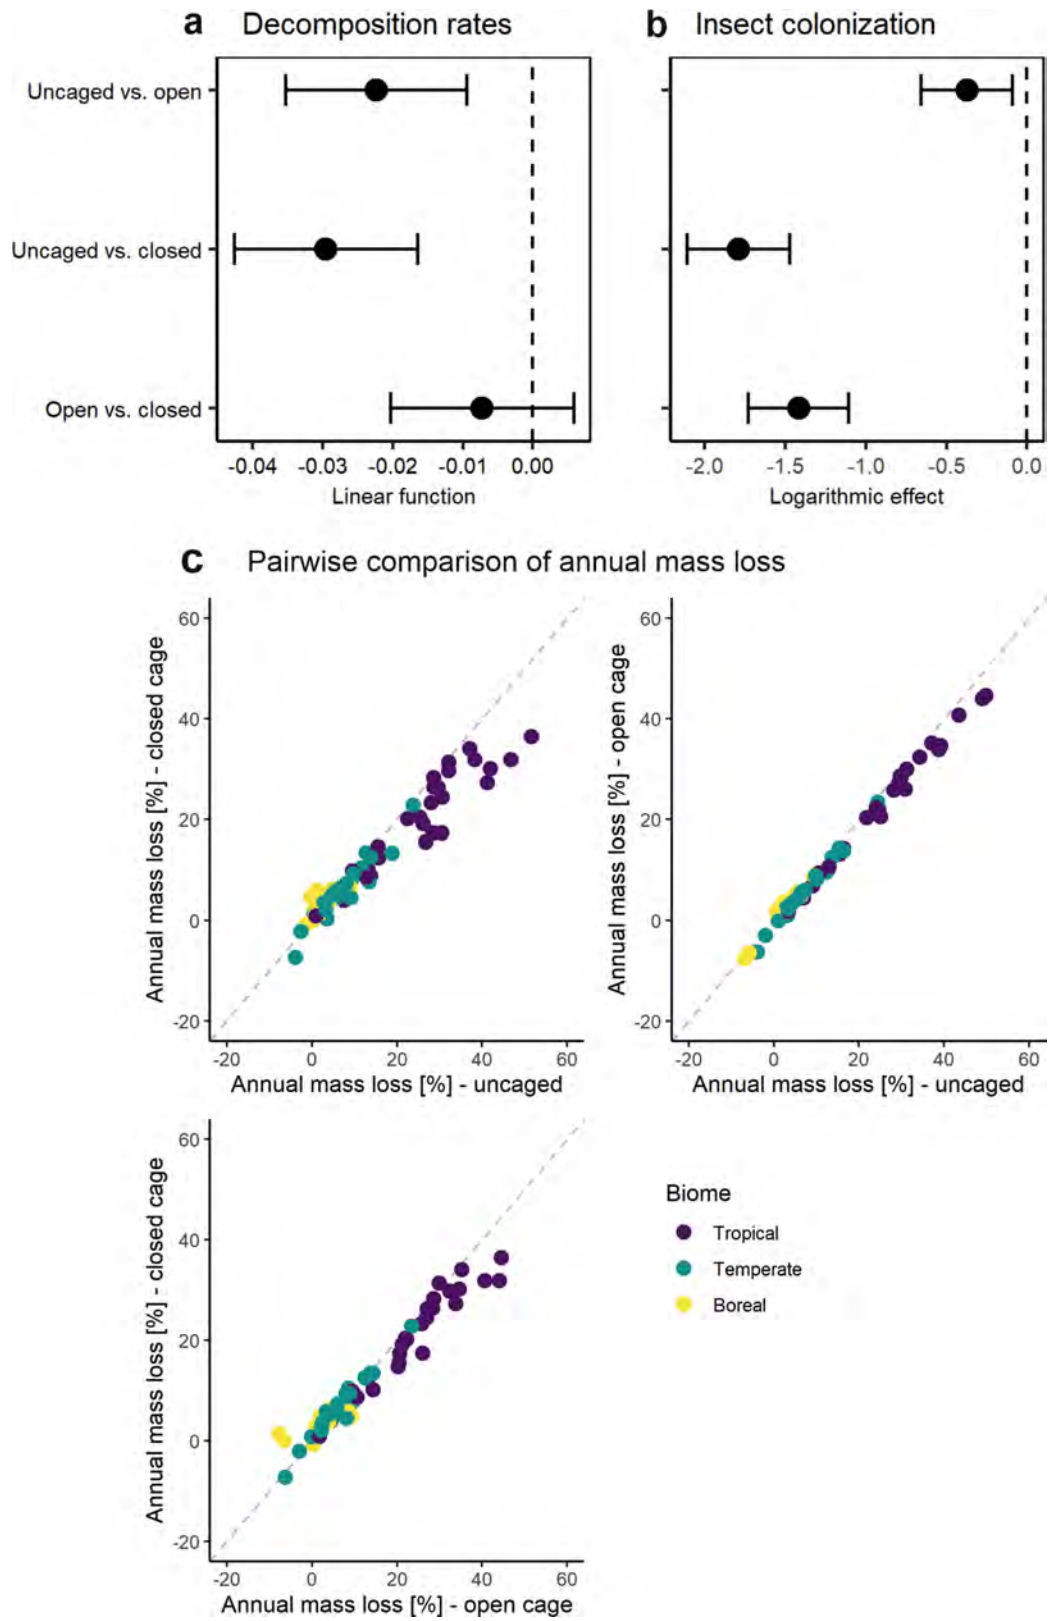 a Decomposition rates
b Insect colonization
Uncaged vs. open
Uncaged vs. closed
Open vs. closed
-0.04 -0.03 -0.02 -0.01 0.00
Linear function
-2.0 -1.5 -1.0 -0.5 0.0
Logarithmic effect
c Pairwise comparison of annual mass loss
Annual mass loss [%] - closed cage
60
40
20
0
-20
-20 0 20 40 60
Annual mass loss [%] - uncaged
Annual mass loss [%] - open cage
60
40
20
0
-20
-20 0 20 40 60
Annual mass loss [%] - uncaged
Annual mass loss [%] - closed cage
60
40
20
0
-20
-20 0 20 40 60
Annual mass loss [%] - open cage
Biome
Tropical
Temperate
Boreal